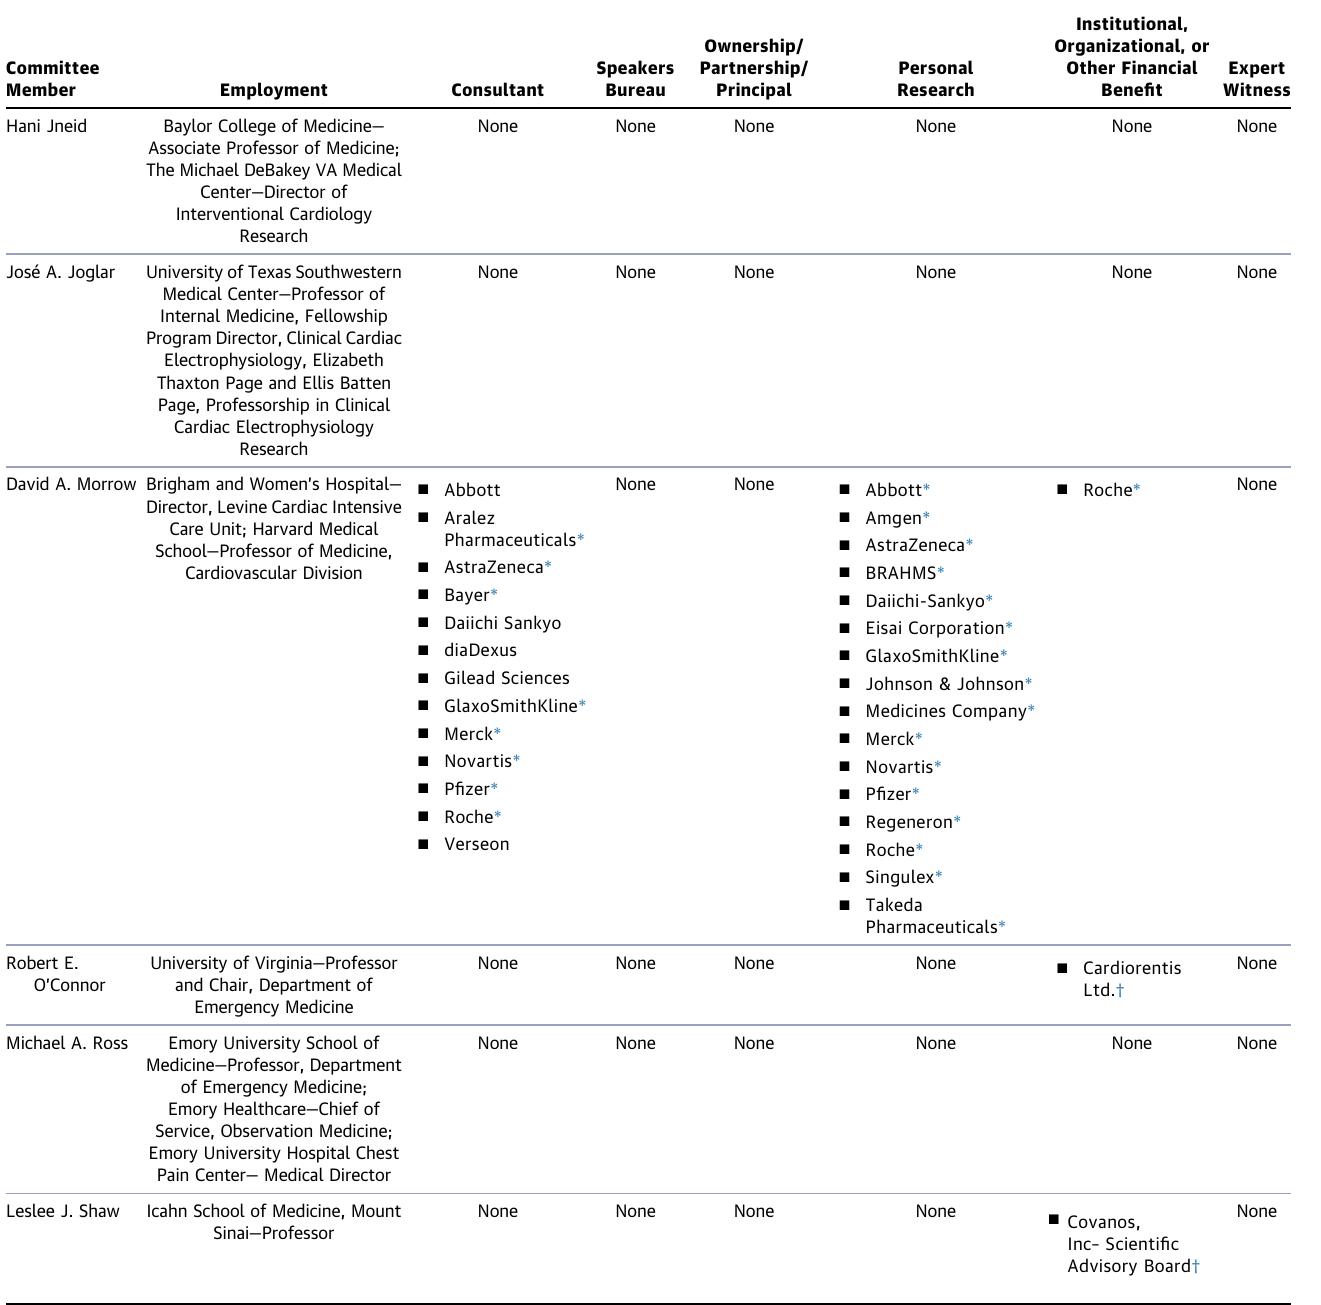 Committee Member
Employment
Consultant
Speakers Bureau
Ownership/ Partnership/ Principal
Personal Research
Institutional, Organizational, or Other Financial Benefit
Expert Witness
Hani Jneid
Baylor College of Medicine—
Associate Professor of Medicine;
The Michael DeBakey VA Medical
Center—Director of
Interventional Cardiology
Research
None
None
None
None
None
None
José A. Joglar
University of Texas Southwestern
Medical Center—Professor of
Internal Medicine, Fellowship
Program Director, Clinical Cardiac
Electrophysiology, Elizabeth
Thaxton Page and Ellis Batten
Page, Professorship in Clinical
Cardiac Electrophysiology
Research
None
None
None
None
None
None
David A. Morrow
Brigham and Women's Hospital—
Director, Levine Cardiac Intensive
Care Unit; Harvard Medical
School—Professor of Medicine,
Cardiovascular Division
■ Abbott
■ Aralez
Pharmaceuticals*
■ AstraZeneca*
■ Bayer*
■ Daiichi Sankyo
■ diaDexus
■ Gilead Sciences
■ GlaxoSmithKline*
■ Merck*
■ Novartis*
■ Pfizer*
■ Roche*
■ Verseon
None
None
■ Abbott*
■ Amgen*
■ AstraZeneca*
■ BRAHMS*
■ Daiichi-Sankyo*
■ Eisai Corporation*
■ GlaxoSmithKline*
■ Johnson & Johnson*
■ Medicines Company*
■ Merck*
■ Novartis*
■ Pfizer*
■ Regeneron*
■ Roche*
■ Singulex*
■ Takeda
Pharmaceuticals*
■ Roche*
None
Robert E.
O'Connor
University of Virginia—Professor
and Chair, Department of
Emergency Medicine
None
None
None
None
■ Cardiorentis
Ltd.†
None
Michael A. Ross
Emory University School of
Medicine—Professor, Department
of Emergency Medicine;
Emory Healthcare—Chief of
Service, Observation Medicine;
Emory University Hospital Chest
Pain Center— Medical Director
None
None
None
None
None
None
Leslee J. Shaw
Icahn School of Medicine, Mount
Sinai—Professor
None
None
None
None
■ Covanos,
Inc– Scientific
Advisory Board†
None